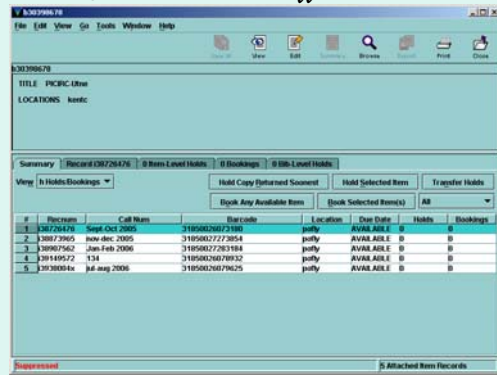 b30398678
File Edit View Go Tools Window Help
View Edit Summary Browse Export Print Close
b30398678
TITLE PICIRC-Utne
LOCATIONS kentc
Summary Record i38726476 0 Item-Level Holds 0 Bookings 0 Bib-Level Holds
View h Holds/Bookings Hold Copy Returned Soonest Hold Selected Item Transfer Holds
Book Any Available Item Book Selected Item(s) All
# Recnum Call Num Barcode Location Due Date Holds Bookings
1 i38726476 Sept-Oct 2005 31850026073180 pofly AVAILABLE 0 0
2 i38873965 nov-dec 2005 31850027273854 pofly AVAILABLE 0 0
3 i38907562 Jan-Feb 2006 31850027283184 pofly AVAILABLE 0 0
4 i39149572 134 31850026078932 pofly AVAILABLE 0 0
5 i3938004x jul-aug 2006 31850026079625 pofly AVAILABLE 0 0
Suppressed 5 Attached Item Records